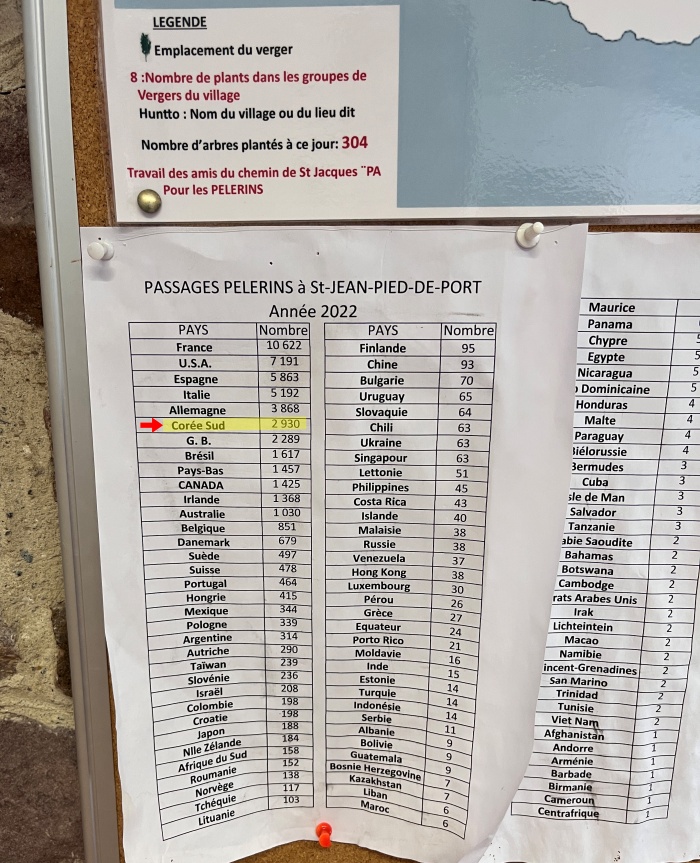 LEGENDE
Emplacement du verger
8 :Nombre de plants dans les groupes de
Vergers du village
Huntto : Nom du village ou du lieu dit
Nombre d'arbres plantés à ce jour: 304
Travail des amis du chemin de St Jacques ¨PA
Pour les PELERINS
PASSAGES PELERINS à St-JEAN-PIED-DE-PORT
Année 2022
PAYS Nombre
France 10 622
U.S.A. 7 191
Espagne 5 863
Italie 5 192
Allemagne 3 868
Corée Sud 2 930
G. B. 2 289
Brésil 1 617
Pays-Bas 1 457
CANADA 1 425
Irlande 1 368
Australie 1 030
Belgique 851
Danemark 679
Suède 497
Suisse 478
Portugal 464
Hongrie 415
Mexique 344
Pologne 339
Argentine 314
Autriche 290
Taïwan 239
Slovénie 236
Israël 208
Colombie 198
Croatie 198
Japon 188
Nlle Zélande 184
Afrique du Sud 158
Roumanie 152
Norvège 138
Tchéquie 117
Lituanie 103
PAYS Nombre
Finlande 95
Chine 93
Bulgarie 70
Uruguay 65
Slovaquie 64
Chili 63
Ukraine 63
Singapour 63
Lettonie 51
Philippines 45
Costa Rica 43
Islande 40
Malaisie 38
Russie 38
Venezuela 37
Hong Kong 38
Luxembourg 30
Pérou 26
Grèce 27
Equateur 24
Porto Rico 21
Moldavie 16
Inde 15
Estonie 14
Turquie 14
Indonésie 14
Serbie 11
Albanie 9
Bolivie 9
Guatemala 9
Bosnie Herzegovine 7
Kazakhstan 7
Liban 6
Maroc 6
Maurice
Panama
Chypre
Egypte 5
Nicaragua 5
Dominicaine 5
Honduras 4
Malte 4
Paraguay 4
Biélorussie 4
Bermudes 3
Cuba 3
sle de Man 3
Salvador 3
Tanzanie 3
abie Saoudite 2
Bahamas 2
Botswana 2
Cambodge 2
rats Arabes Unis 2
Irak 2
Lichteintein 2
Macao 2
Namibie 2
incent-Grenadines 2
San Marino 2
Trinidad 2
Tunisie 2
Viet Nam 2
Afghanistan 1
Andorre 1
Arménie 1
Barbade 1
Birmanie 1
Cameroun 1
Centrafrique 1